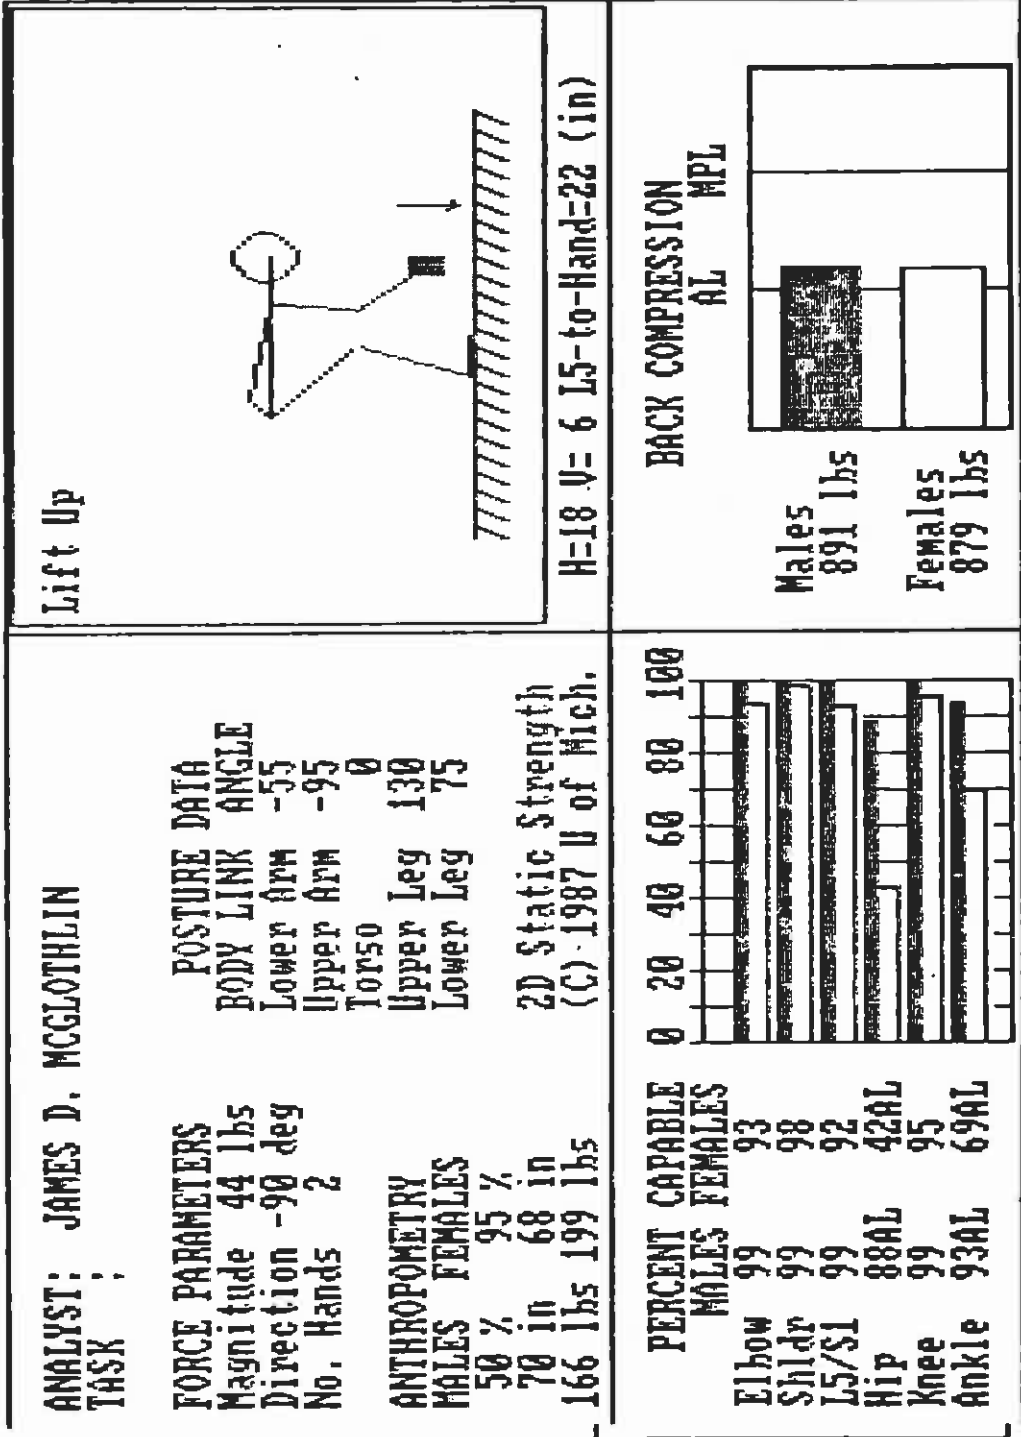 ANALYST: JAMES D. MCGLOTHLIN
TASK :
FORCE PARAMETERS
Magnitude 44 lbs
Direction -90 deg
No. Hands 2
ANTHROPOMETRY
MALES FEMALES
50 % 95 %
70 in 68 in
166 lbs 199 lbs
POSTURE DATA
BODY LINK ANGLE
Lower Arm -55
Upper Arm -95
Torso 0
Upper Leg 130
Lower Leg 75
2D Static Strength
(C) 1987 U of Mich.
Lift Up
H=18 V= 6 L5-to-Hand=22 (in)
PERCENT CAPABLE
MALES FEMALES
Elbow 99 93
Shldr 99 98
L5/S1 99 92
Hip 88AL 42AL
Knee 99 95
Ankle 93AL 69AL
0 20 40 60 80 100
BACK COMPRESSION
AL MPL
Males
891 lbs
Females
879 lbs